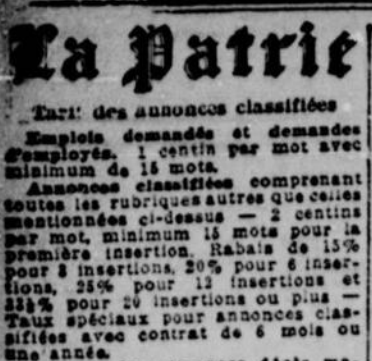 La Patrie
Tarif des annonces classifiées
Emplois demandés et demandes
d'employés, 1 centin par mot avec
minimum de 15 mots.
Annonces classifiées comprenant
toutes les rubriques autres que celles
mentionnées ci-dessus — 2 centins
par mot, minimum 15 mots pour la
première insertion. Rabais de 15%
pour 3 insertions, 20% pour 6 inser-
tions, 25% pour 12 insertions et
33⅓% pour 20 insertions ou plus —
Taux spéciaux pour annonces clas-
sifiées avec contrat de 6 mois ou
une année.